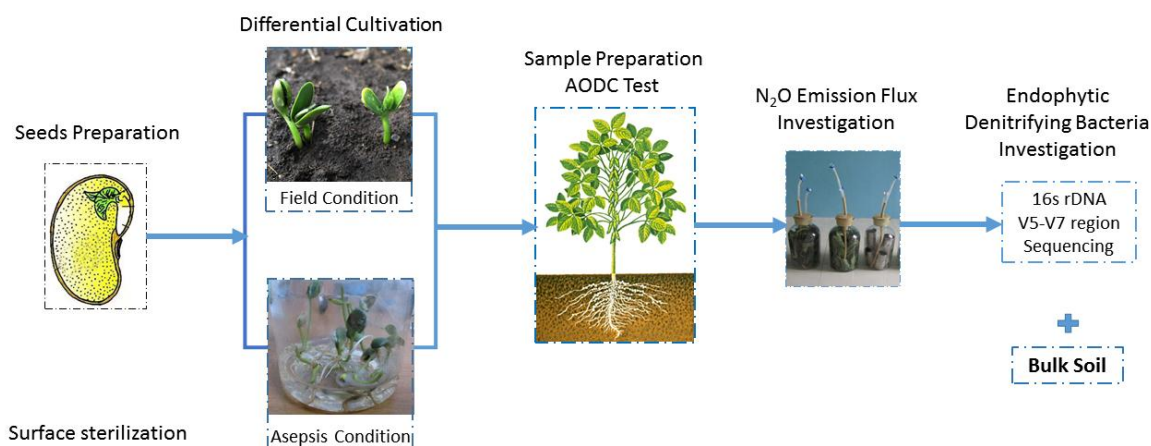 Seeds Preparation
Surface sterilization
Differential Cultivation
Field Condition
Asepsis Condition
Sample Preparation
AODC Test
N₂O Emission Flux
Investigation
Endophytic
Denitrifying Bacteria
Investigation
16s rDNA
V5-V7 region
Sequencing
Bulk Soil